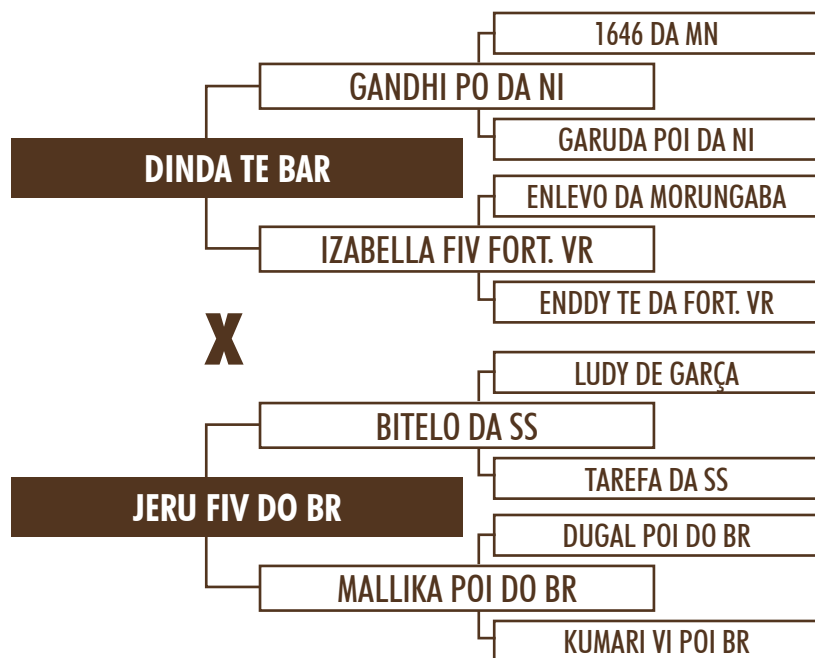 1646 DA MN
GANDHI PO DA NI
GARUDA POI DA NI
DINDA TE BAR
ENLEVO DA MORUNGABA
IZABELLA FIV FORT. VR
ENDDY TE DA FORT. VR
X
LUDY DE GARÇA
BITELO DA SS
TAREFA DA SS
JERU FIV DO BR
DUGAL POI DO BR
MALLIKA POI DO BR
KUMARI VI POI BR